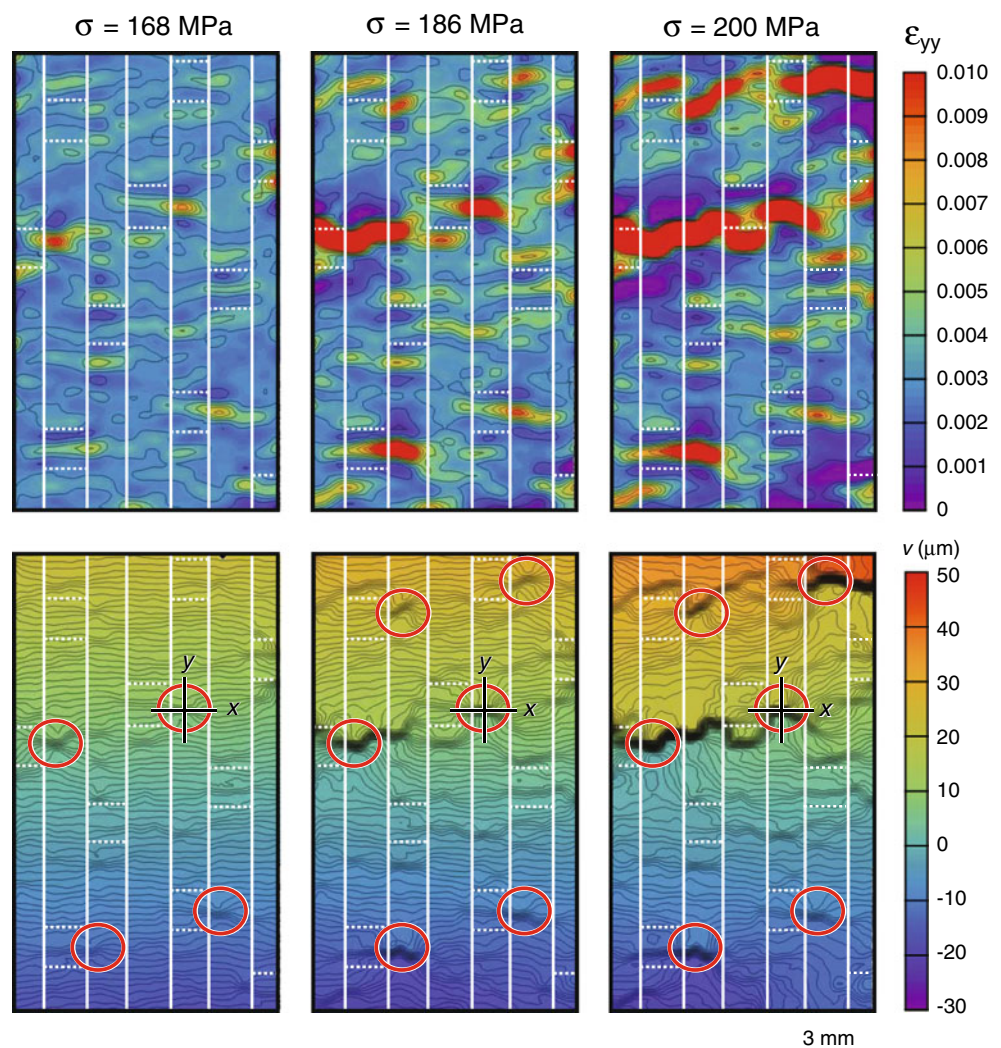 σ = 168 MPa
σ = 186 MPa
σ = 200 MPa
εyy
0.010
0.009
0.008
0.007
0.006
0.005
0.004
0.003
0.002
0.001
0
v (μm)
50
40
30
20
10
0
-10
-20
-30
y
x
y
x
y
x
3 mm